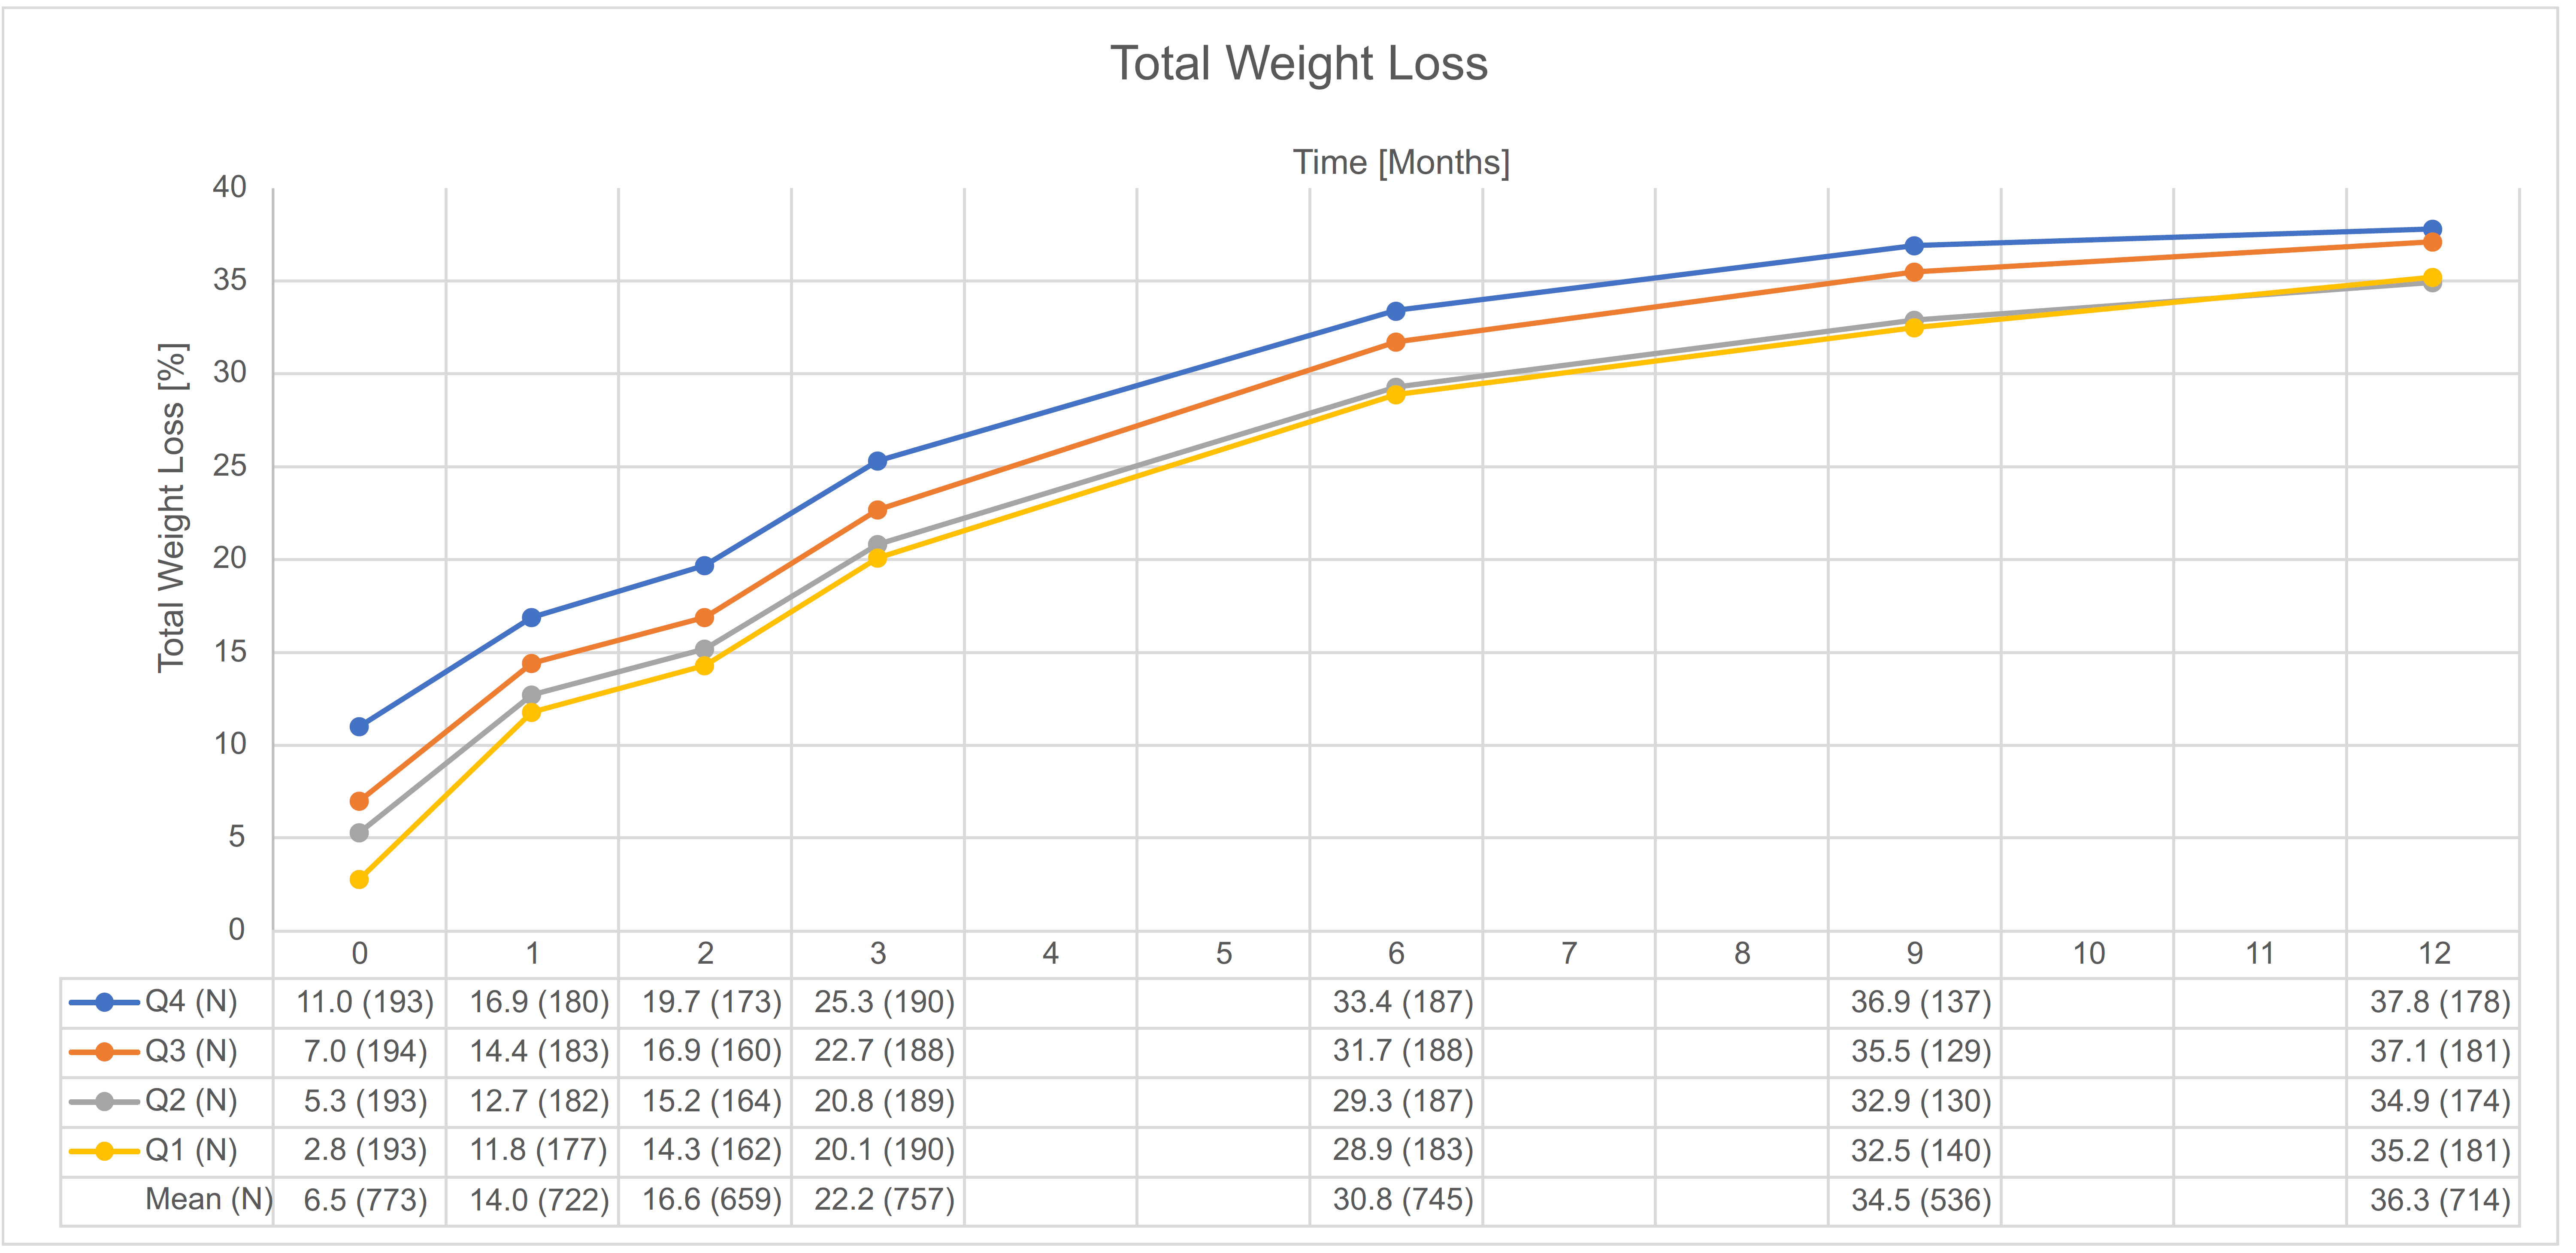 Total Weight Loss
Time [Months]
Total Weight Loss [%]
40
35
30
25
20
15
10
5
0
0 1 2 3 4 5 6 7 8 9 10 11 12
Q4 (N) 11.0 (193) 16.9 (180) 19.7 (173) 25.3 (190) 33.4 (187) 36.9 (137) 37.8 (178)
Q3 (N) 7.0 (194) 14.4 (183) 16.9 (160) 22.7 (188) 31.7 (188) 35.5 (129) 37.1 (181)
Q2 (N) 5.3 (193) 12.7 (182) 15.2 (164) 20.8 (189) 29.3 (187) 32.9 (130) 34.9 (174)
Q1 (N) 2.8 (193) 11.8 (177) 14.3 (162) 20.1 (190) 28.9 (183) 32.5 (140) 35.2 (181)
Mean (N) 6.5 (773) 14.0 (722) 16.6 (659) 22.2 (757) 30.8 (745) 34.5 (536) 36.3 (714)